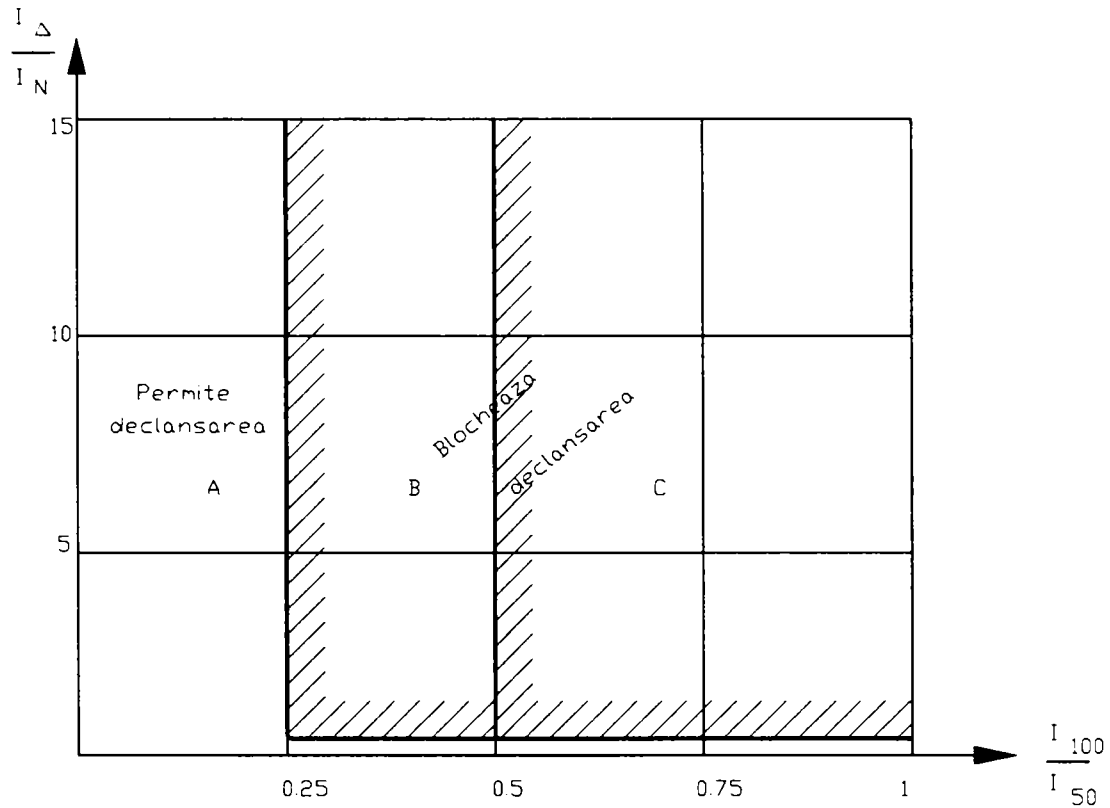 I Δ
I N
15
10
Permite
declansarea
Blocheaza
declansarea
A
B
C
5
0.25
0.5
0.75
1
I 100
I 50